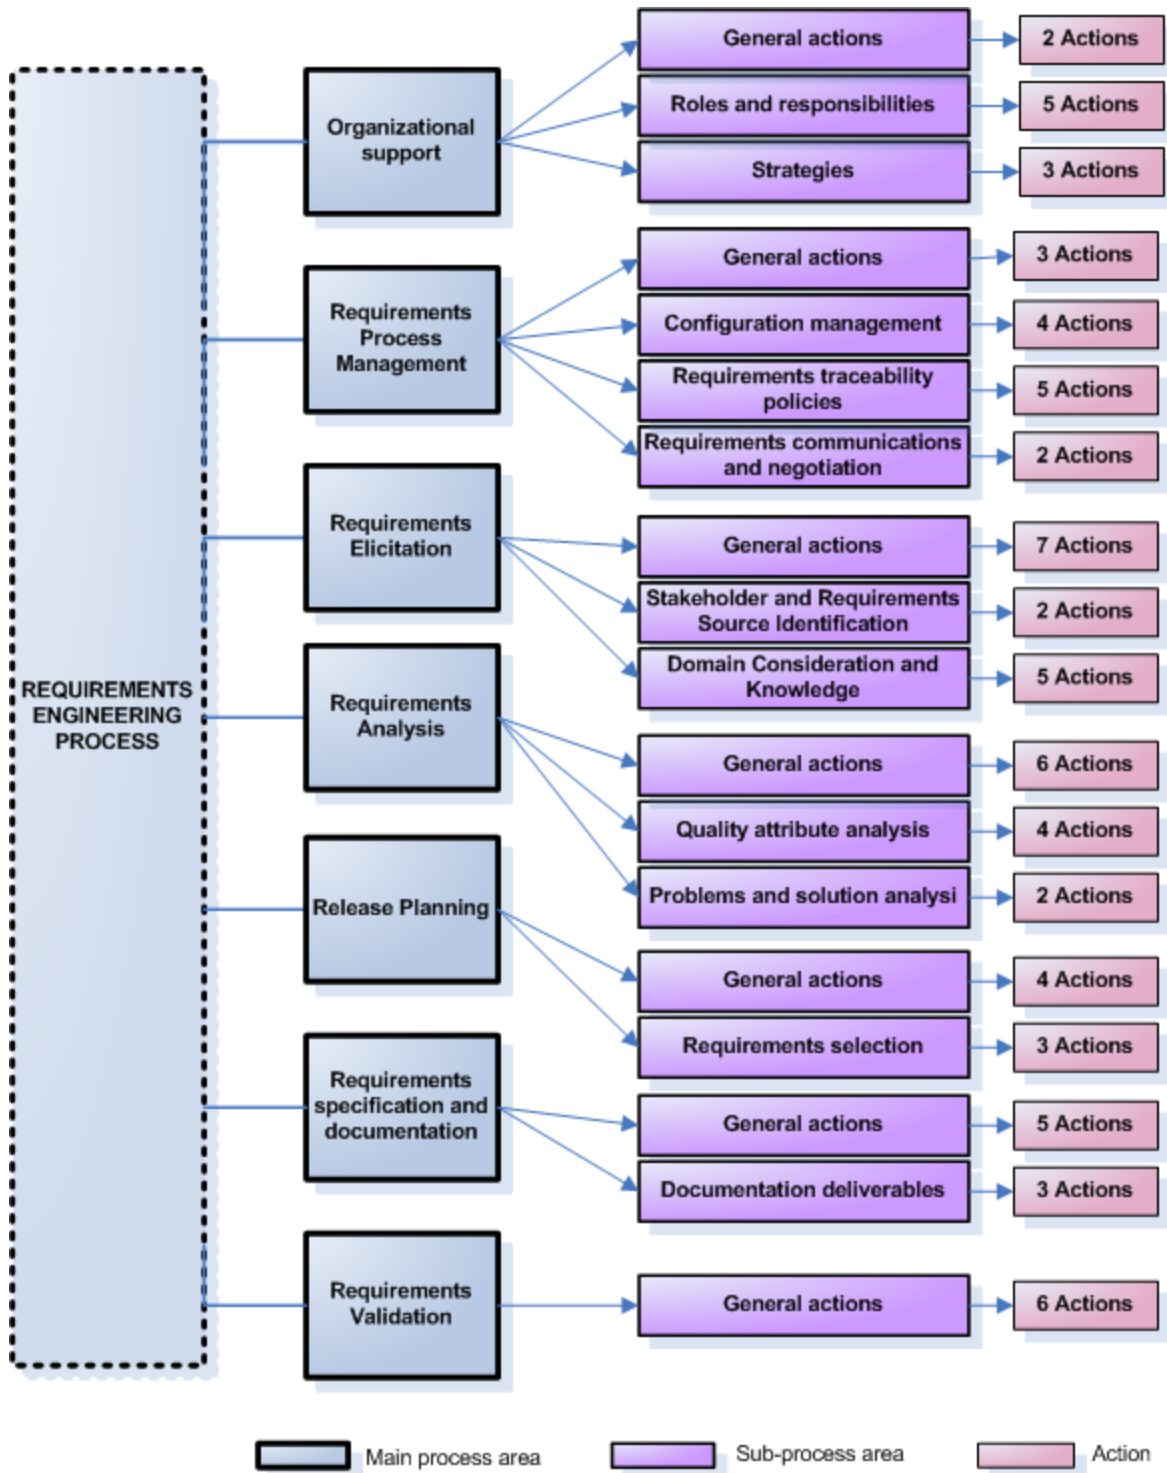 REQUIREMENTS
ENGINEERING
PROCESS
Organizational
support
General actions
2 Actions
Roles and responsibilities
5 Actions
Strategies
3 Actions
Requirements
Process
Management
General actions
3 Actions
Configuration management
4 Actions
Requirements traceability
policies
5 Actions
Requirements communications
and negotiation
2 Actions
Requirements
Elicitation
General actions
7 Actions
Stakeholder and Requirements
Source Identification
2 Actions
Domain Consideration and
Knowledge
5 Actions
Requirements
Analysis
General actions
6 Actions
Quality attribute analysis
4 Actions
Problems and solution analysi
2 Actions
Release Planning
General actions
4 Actions
Requirements selection
3 Actions
Requirements
specification and
documentation
General actions
5 Actions
Documentation deliverables
3 Actions
Requirements
Validation
General actions
6 Actions
Main process area
Sub-process area
Action